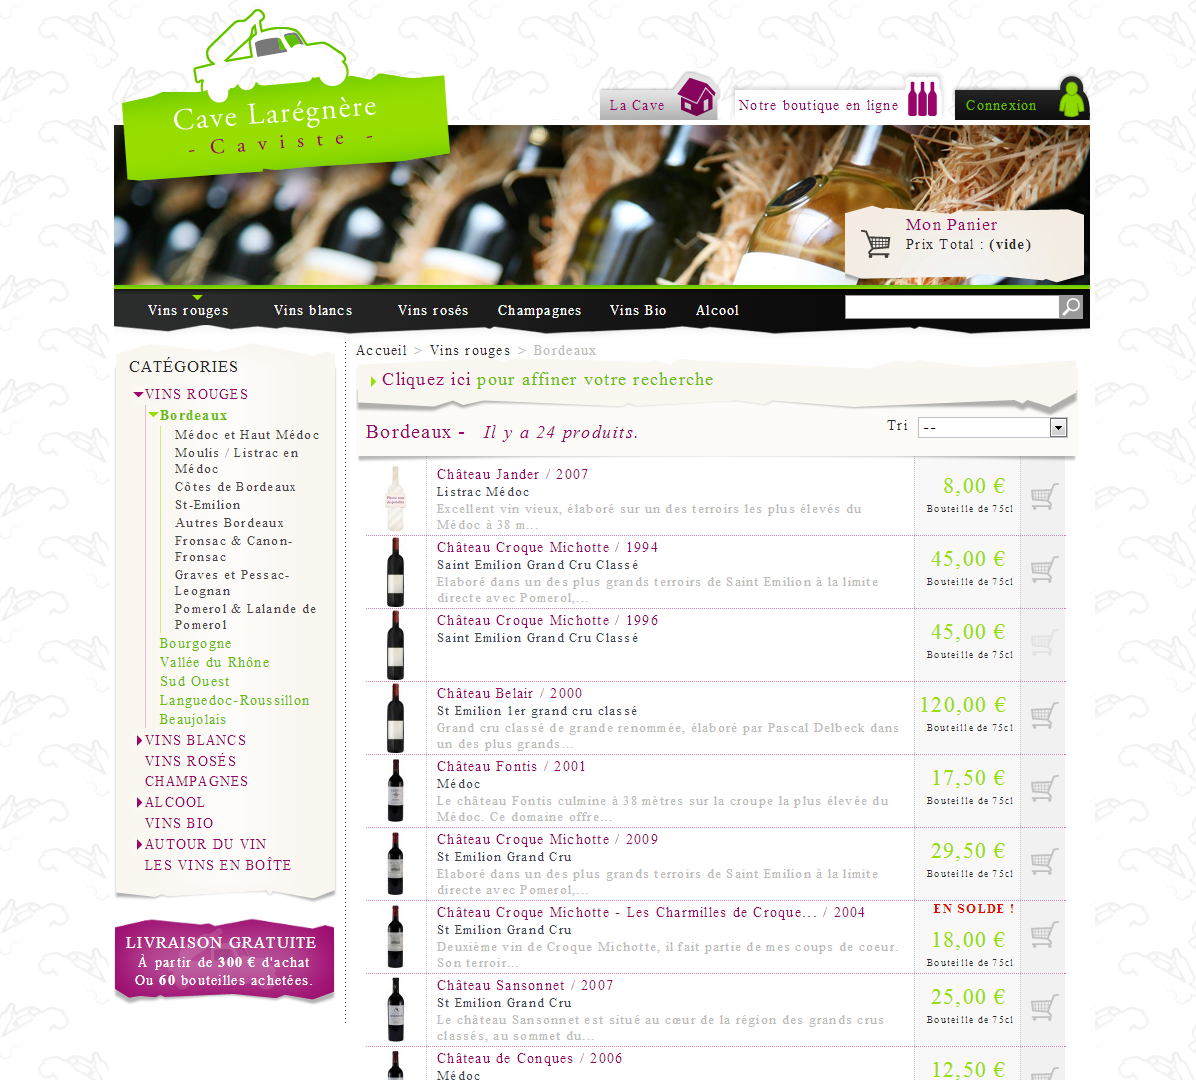 Cave Larégnère
- Caviste -
La Cave
Notre boutique en ligne
Connexion
Mon Panier
Prix Total : (vide)
Vins rouges
Vins blancs
Vins rosés
Champagnes
Vins Bio
Alcool
CATÉGORIES
VINS ROUGES
Bordeaux
Médoc et Haut Médoc
Moulis / Listrac en
Médoc
Côtes de Bordeaux
St-Emilion
Autres Bordeaux
Fronsac & Canon-
Fronsac
Graves et Pessac-
Leognan
Pomerol & Lalande de
Pomerol
Bourgogne
Vallée du Rhône
Sud Ouest
Languedoc-Roussillon
Beaujolais
VINS BLANCS
VINS ROSÉS
CHAMPAGNES
ALCOOL
VINS BIO
AUTOUR DU VIN
LES VINS EN BOÎTE
LIVRAISON GRATUITE
À partir de 300 € d'achat
Ou 60 bouteilles achetées.
Accueil > Vins rouges > Bordeaux
Cliquez ici pour affiner votre recherche
Bordeaux - Il y a 24 produits.
Tri
--
Château Jander / 2007
Listrac Médoc
Excellent vin vieux, élaboré sur un des terroirs les plus élevés du
Médoc à 38 m...
8,00 €
Bouteille de 75cl
Château Croque Michotte / 1994
Saint Emilion Grand Cru Classé
Elaboré dans un des plus grands terroirs de Saint Emilion à la limite
directe avec Pomerol,...
45,00 €
Bouteille de 75cl
Château Croque Michotte / 1996
Saint Emilion Grand Cru Classé
45,00 €
Bouteille de 75cl
Château Belair / 2000
St Emilion 1er grand cru classé
Grand cru classé de grande renommée, élaboré par Pascal Delbeck dans
un des plus grands...
120,00 €
Bouteille de 75cl
Château Fontis / 2001
Médoc
Le château Fontis culmine à 38 mètres sur la croupe la plus élevée du
Médoc. Ce domaine offre...
17,50 €
Bouteille de 75cl
Château Croque Michotte / 2009
St Emilion Grand Cru
Elaboré dans un des plus grands terroirs de Saint Emilion à la limite
directe avec Pomerol,...
29,50 €
Bouteille de 75cl
Château Croque Michotte - Les Charmilles de Croque... / 2004
St Emilion Grand Cru
Deuxième vin de Croque Michotte, il fait partie de mes coups de coeur.
Son terroir...
EN SOLDE !
18,00 €
Bouteille de 75cl
Château Sansonnet / 2007
St Emilion Grand Cru
Le château Sansonnet est situé au cœur de la région des grands crus
classés, au sommet du...
25,00 €
Bouteille de 75cl
Château de Conques / 2006
Médoc
12,50 €